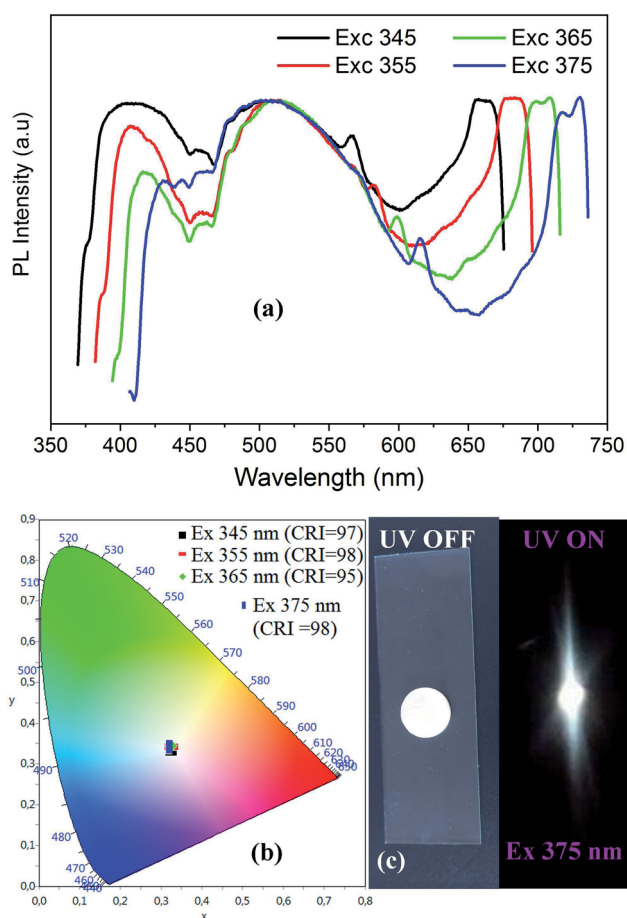 (a)
Exc 345 Exc 365
Exc 355 Exc 375
PL Intensity (a.u)
(a)
350 400 450 500 550 600 650 700 750
Wavelength (nm)
0,9
0,8
0,7
0,6
0,5
y
0,4
0,3
0,2
0,1
0,0
0,0 0,1 0,2 0,3 0,4 0,5 0,6 0,7 0,8
x
520
530
540
550
560
570
580
590
600
610
620
640
650
510
500
490
480
470
460
440
Ex 345 nm (CRI=97)
Ex 355 nm (CRI=98)
Ex 365 nm (CRI=95)
Ex 375 nm
(CRI =98)
(b)
UV OFF
(c)
UV ON
Ex 375 nm